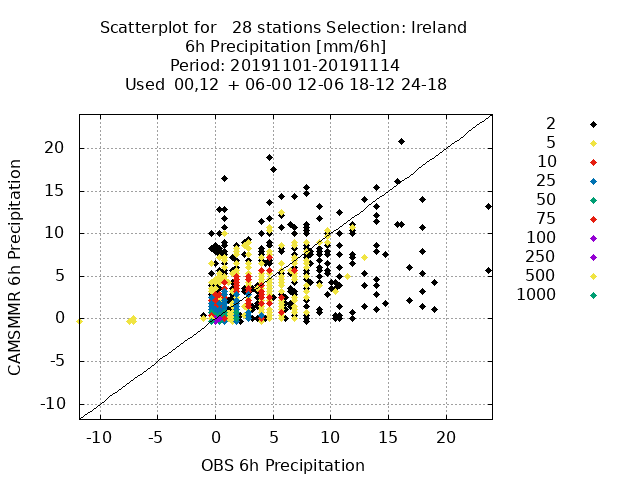 Scatterplot for   28 stations Selection: Ireland
6h Precipitation [mm/6h]
Period: 20191101-20191114
Used  00,12  + 06-00 12-06 18-12 24-18
CAMSMMR 6h Precipitation
20
15
10
5
0
-5
-10
-10 -5 0 5 10 15 20
OBS 6h Precipitation
2
5
10
25
50
75
100
250
500
1000